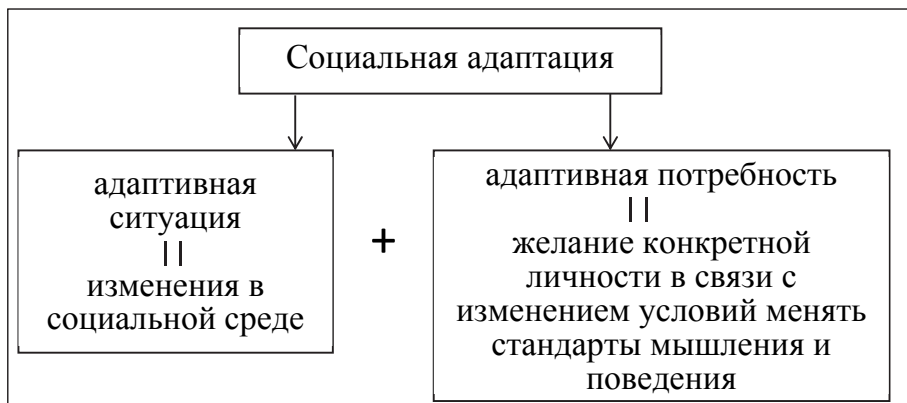 Социальная адаптация
адаптивная
ситуация
||
изменения в
социальной среде
+
адаптивная потребность
||
желание конкретной
личности в связи с
изменением условий менять
стандарты мышления и
поведения